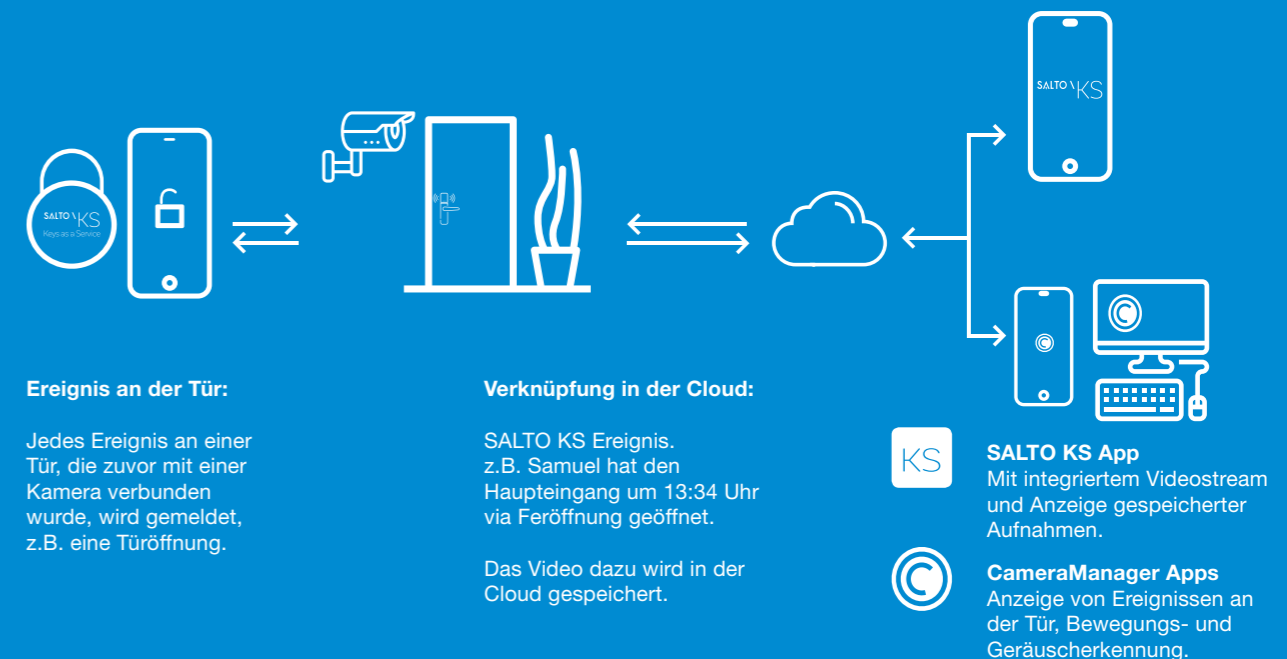 SALTO KS
Keys as a Service
SALTO KS
Ereignis an der Tür:
Jedes Ereignis an einer
Tür, die zuvor mit einer
Kamera verbunden
wurde, wird gemeldet,
z.B. eine Türöffnung.
Verknüpfung in der Cloud:
SALTO KS Ereignis.
z.B. Samuel hat den
Haupteingang um 13:34 Uhr
via Feröffnung geöffnet.
Das Video dazu wird in der
Cloud gespeichert.
KS
SALTO KS App
Mit integriertem Videostream
und Anzeige gespeicherter
Aufnahmen.
CameraManager Apps
Anzeige von Ereignissen an
der Tür, Bewegungs- und
Geräuscherkennung.